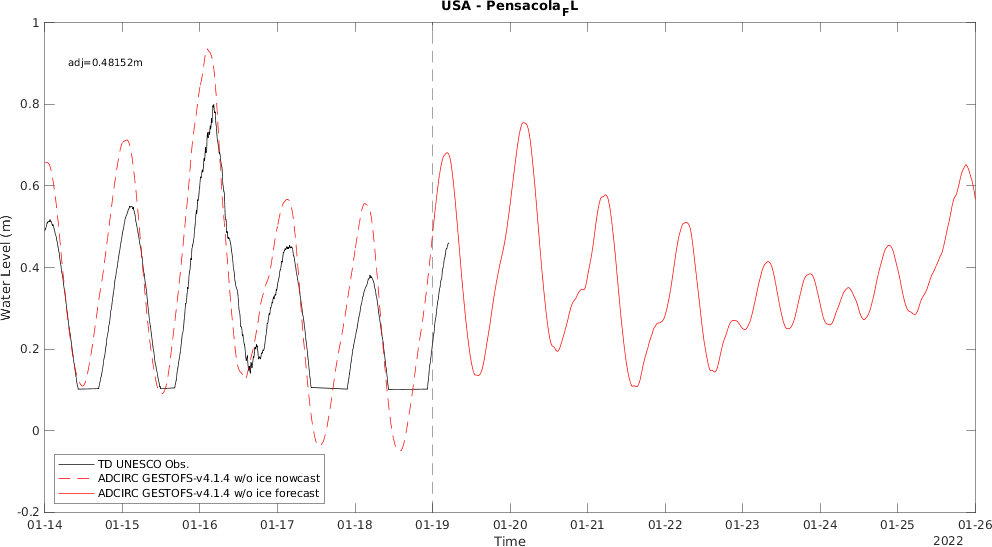 USA - Pensacola_FL
adj=0.48152m
Water Level (m)
1
0.8
0.6
0.4
0.2
0
-0.2
TD UNESCO Obs.
ADCIRC GESTOFS-v4.1.4 w/o ice nowcast
ADCIRC GESTOFS-v4.1.4 w/o ice forecast
01-14 01-15 01-16 01-17 01-18 01-19 01-20 01-21 01-22 01-23 01-24 01-25 01-26
Time
2022